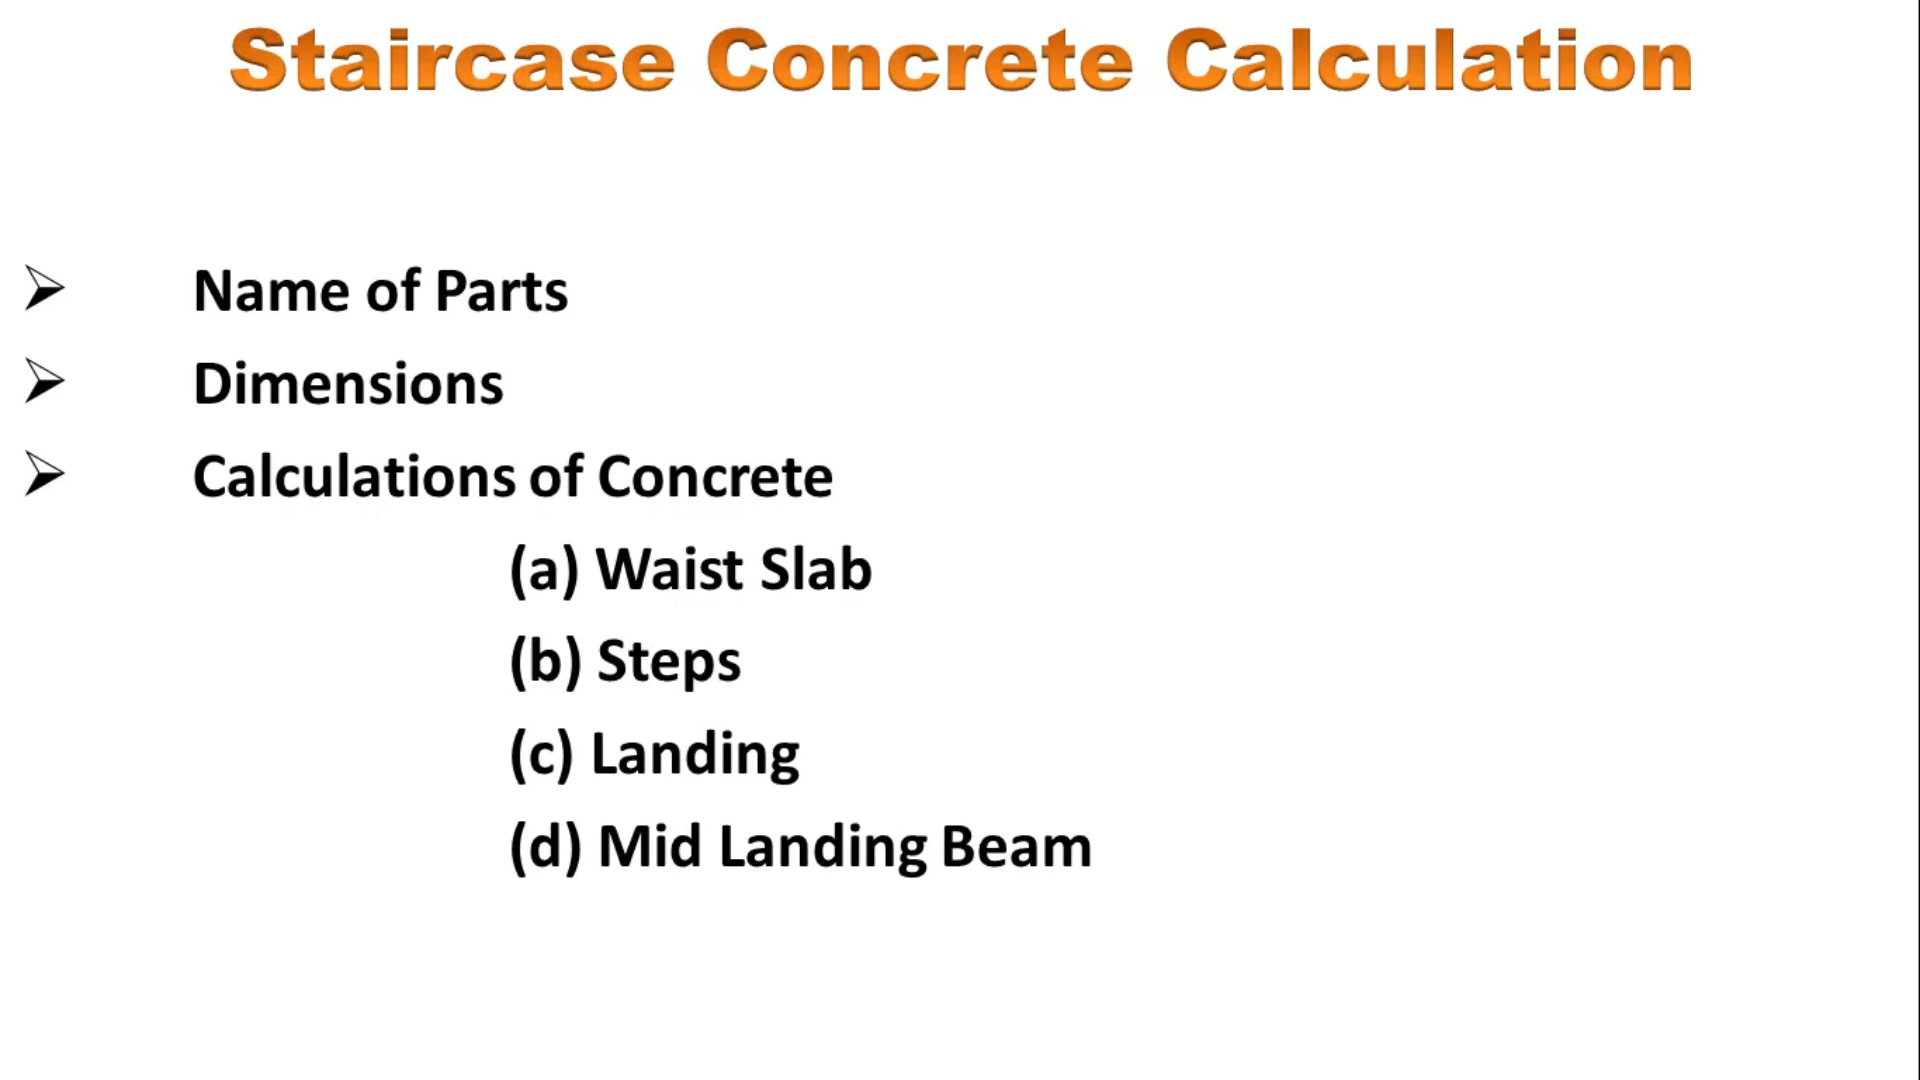 Staircase Concrete Calculation
Name of Parts
Dimensions
Calculations of Concrete
(a) Waist Slab
(b) Steps
(c) Landing
(d) Mid Landing Beam